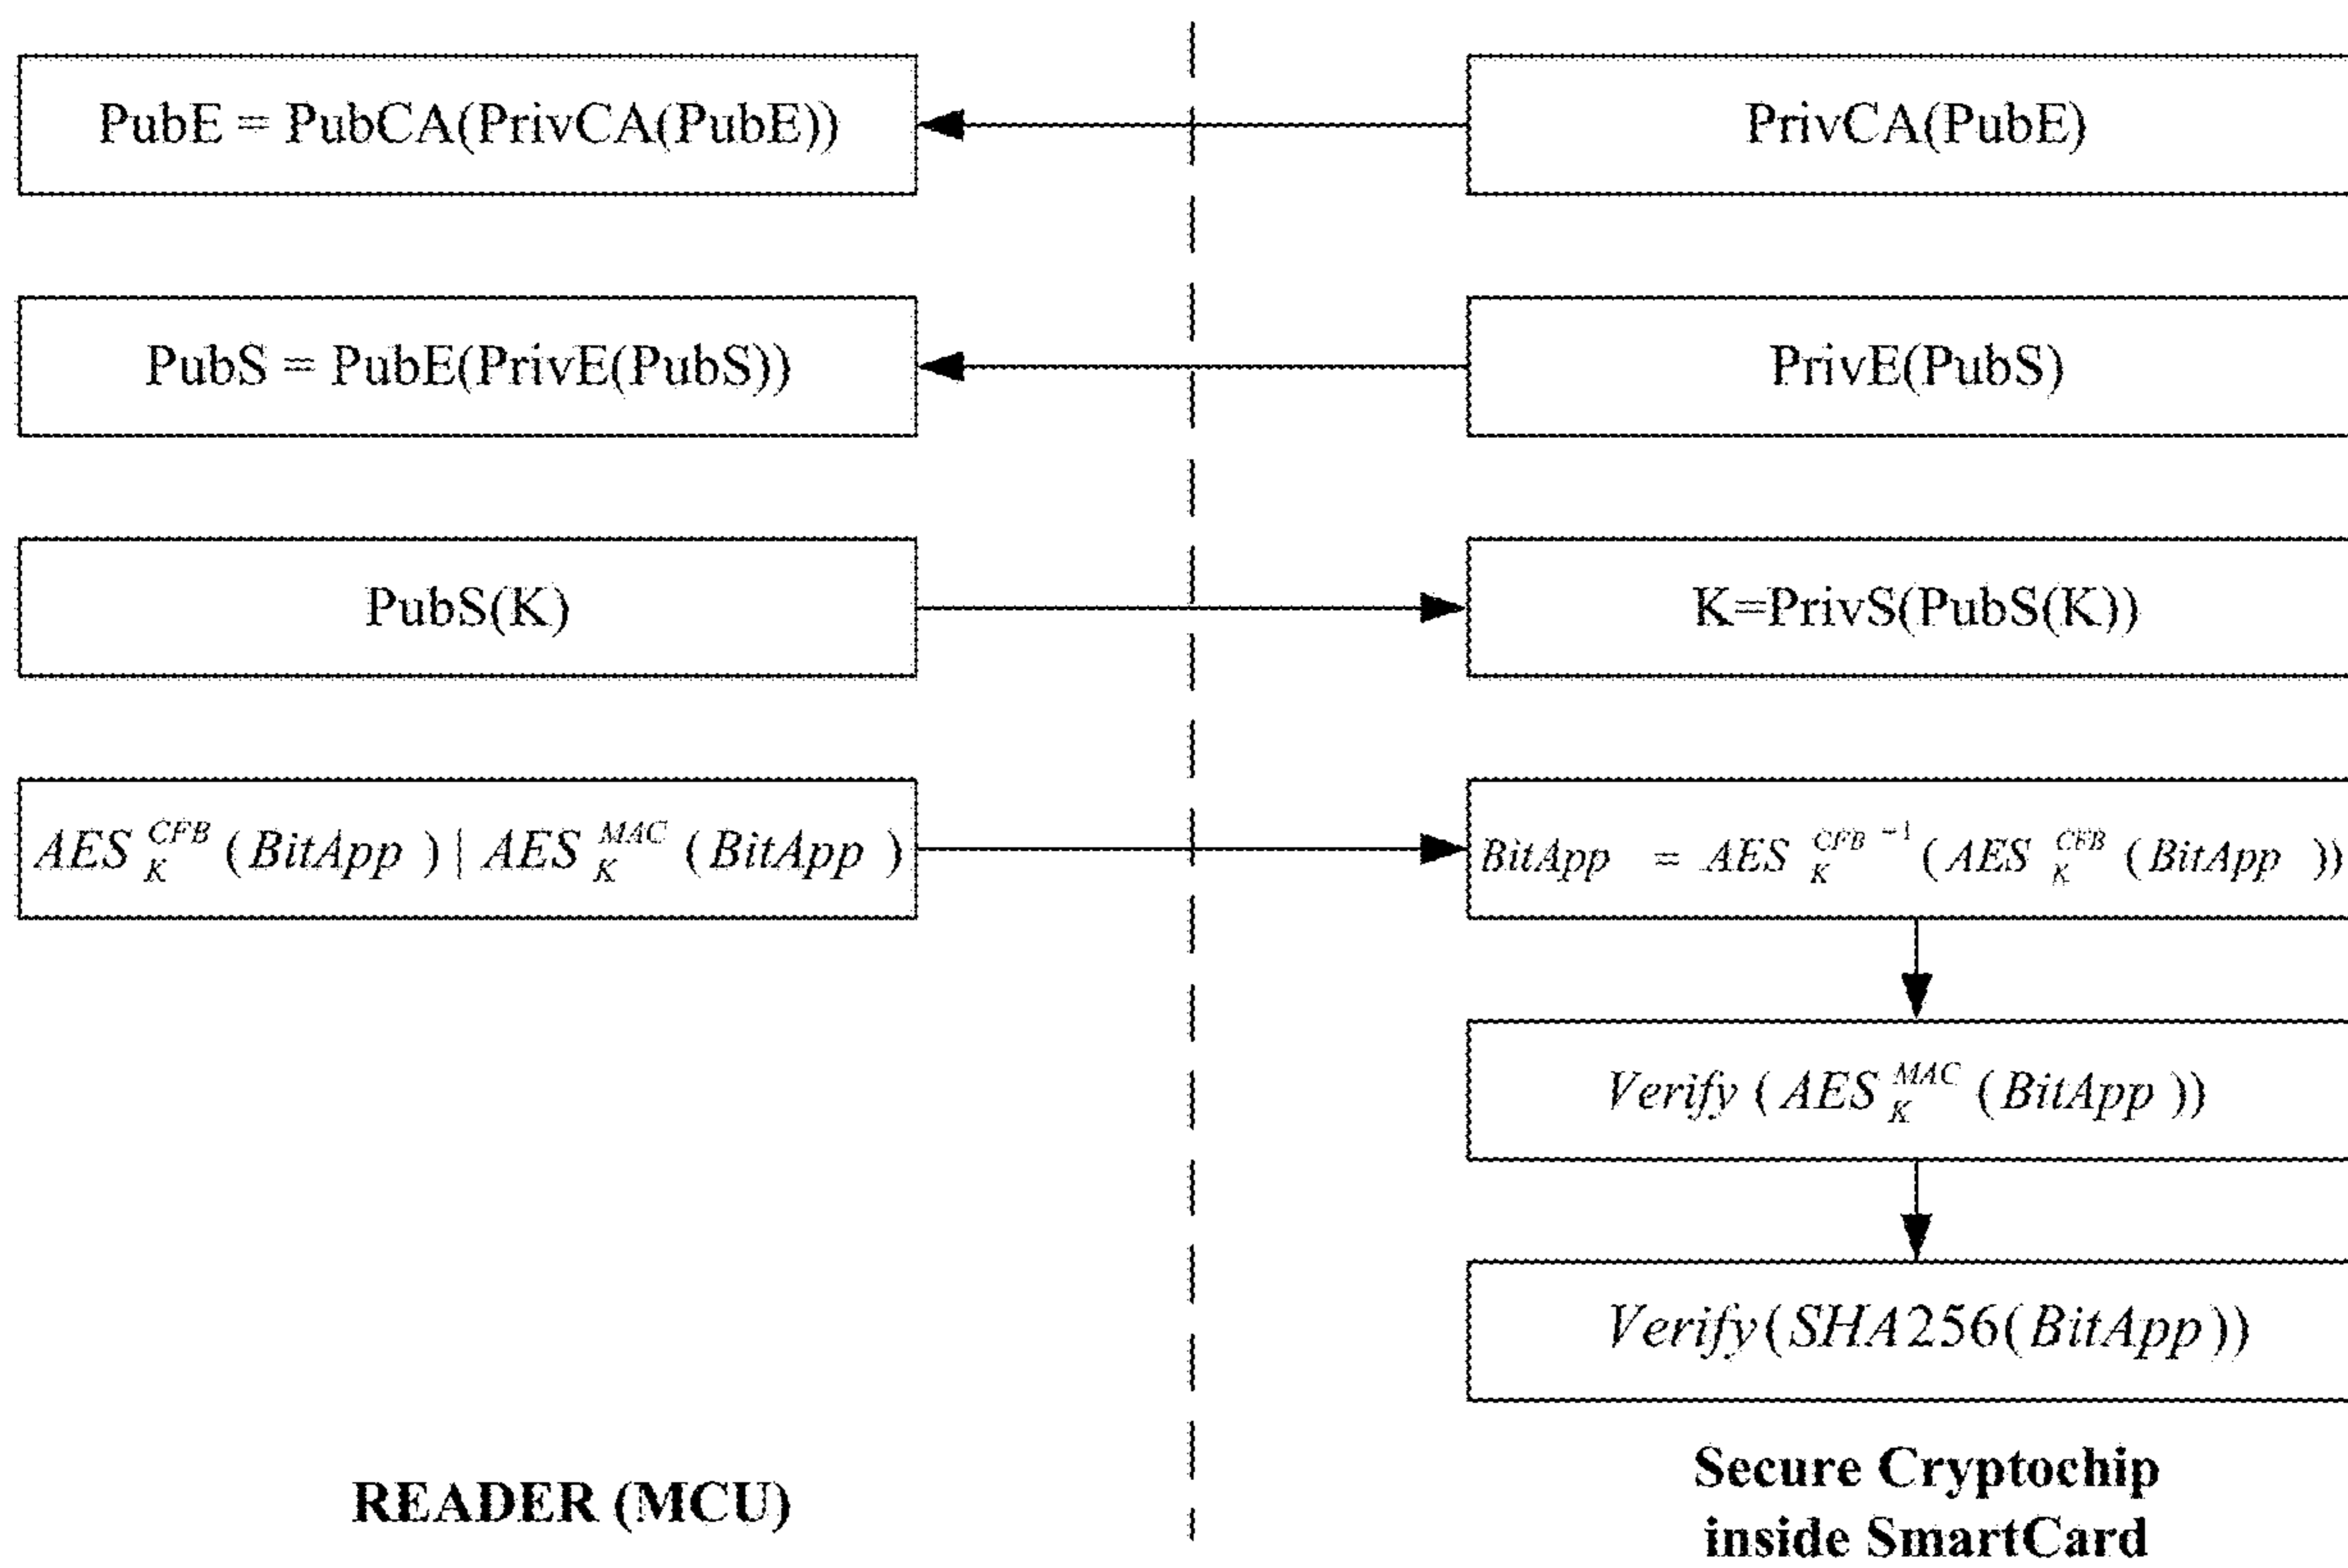 PubE = PubCA(PrivCA(PubE))
PrivCA(PubE)
PubS = PubE(PrivE(PubS))
PrivE(PubS)
PubS(K)
K=PrivS(PubS(K))
AES_K^CFB (BitApp) | AES_K^MAC (BitApp)
BitApp = AES_K^CFB^-1 (AES_K^CFB (BitApp))
Verify (AES_K^MAC (BitApp))
Verify(SHA256(BitApp))
READER (MCU)
Secure Cryptochip
inside SmartCard